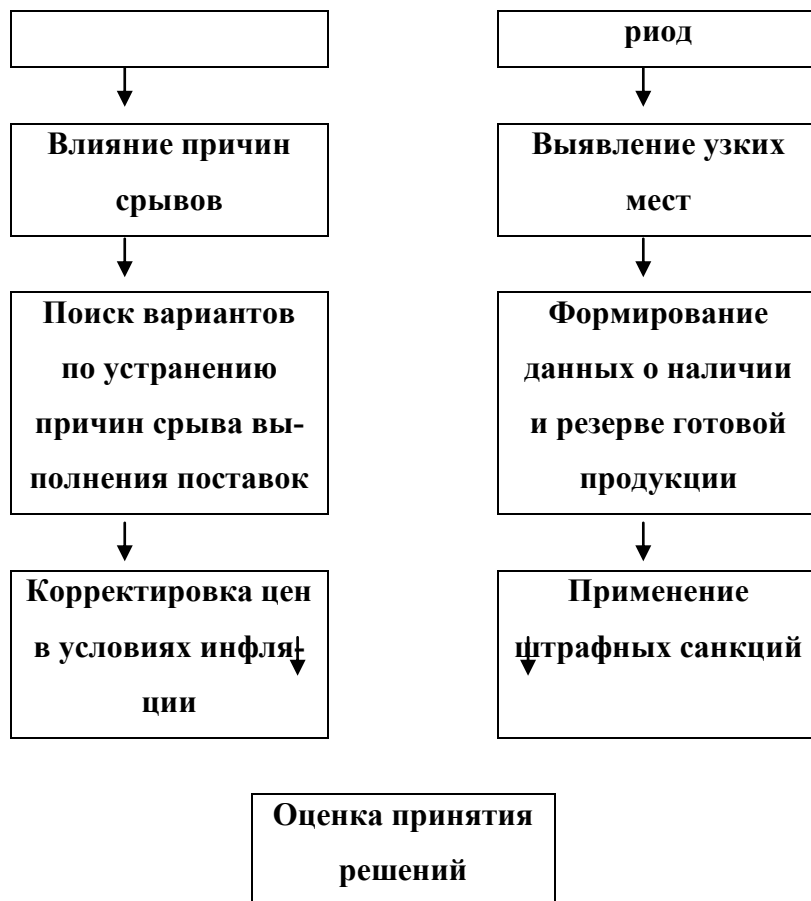 риод
Влияние причин
срывов
Выявление узких
мест
Поиск вариантов
по устранению
причин срыва вы-
полнения поставок
Формирование
данных о наличии
и резерве готовой
продукции
Корректировка цен
в условиях инфля-
ции
Применение
штрафных санкций
Оценка принятия
решений